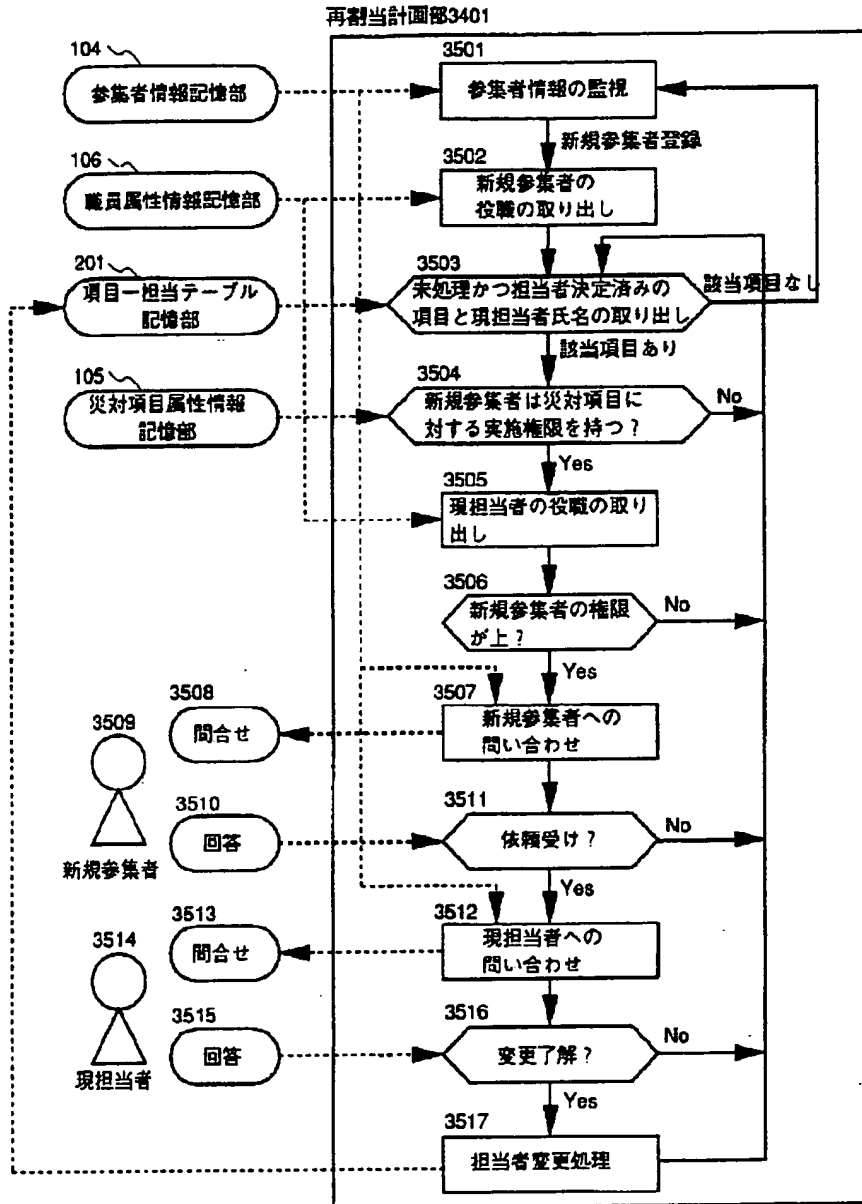 再割当計画部3401
104
参集者情報記憶部
3501
参集者情報の監視
新規参集者登録
106
職員属性情報記憶部
3502
新規参集者の
役職の取り出し
201
項目ー担当テーブル
記憶部
3503
未処理かつ担当者決定済みの
項目と現担当者氏名の取り出し
該当項目なし
該当項目あり
105
災対項目属性情報
記憶部
3504
新規参集者は災対項目に
対する実施権限を持つ？
No
Yes
3505
現担当者の役職の取り
出し
3506
新規参集者の権限
が上？
No
Yes
3507
新規参集者への
問い合わせ
3508
問合せ
3509
新規参集者
3510
回答
3511
依頼受け？
No
Yes
3512
現担当者への
問い合わせ
3513
問合せ
3514
現担当者
3515
回答
3516
変更了解？
No
Yes
3517
担当者変更処理